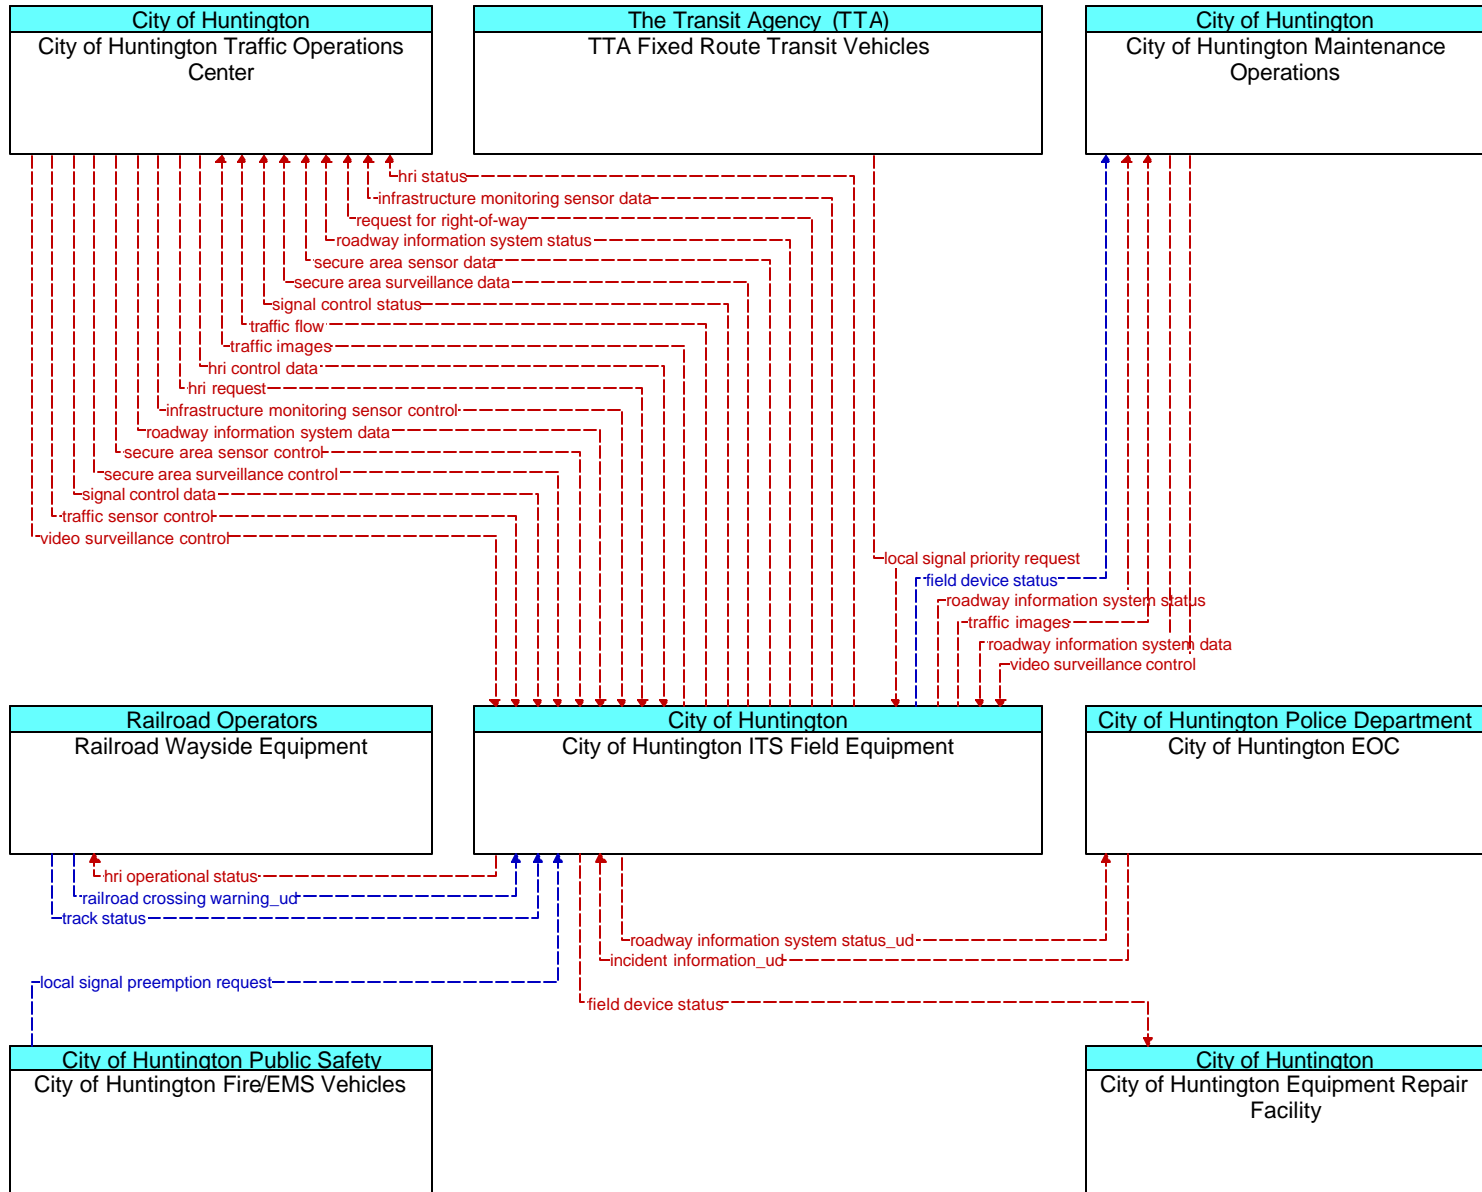 City of Huntington
City of Huntington Traffic Operations
Center
The Transit Agency (TTA)
TTA Fixed Route Transit Vehicles
City of Huntington
City of Huntington Maintenance
Operations
hri status
infrastructure monitoring sensor data
request for right-of-way
roadway information system status
secure area sensor data
secure area surveillance data
signal control status
traffic flow
traffic images
hri control data
hri request
infrastructure monitoring sensor control
roadway information system data
secure area sensor control
secure area surveillance control
signal control data
traffic sensor control
video surveillance control
local signal priority request
field device status
roadway information system status
traffic images
roadway information system data
video surveillance control
Railroad Operators
Railroad Wayside Equipment
City of Huntington
City of Huntington ITS Field Equipment
City of Huntington Police Department
City of Huntington EOC
hri operational status
railroad crossing warning_ud
track status
roadway information system status_ud
incident information_ud
local signal preemption request
field device status
City of Huntington Public Safety
City of Huntington Fire/EMS Vehicles
City of Huntington
City of Huntington Equipment Repair
Facility